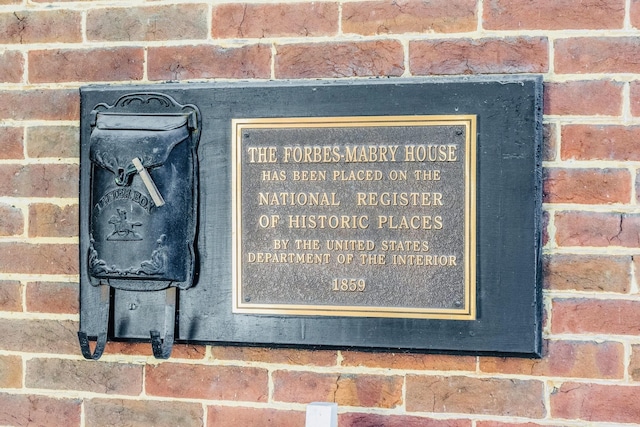 THE FORBES-MABRY HOUSE
HAS BEEN PLACED ON THE
NATIONAL REGISTER
OF HISTORIC PLACES
BY THE UNITED STATES
DEPARTMENT OF THE INTERIOR
1859